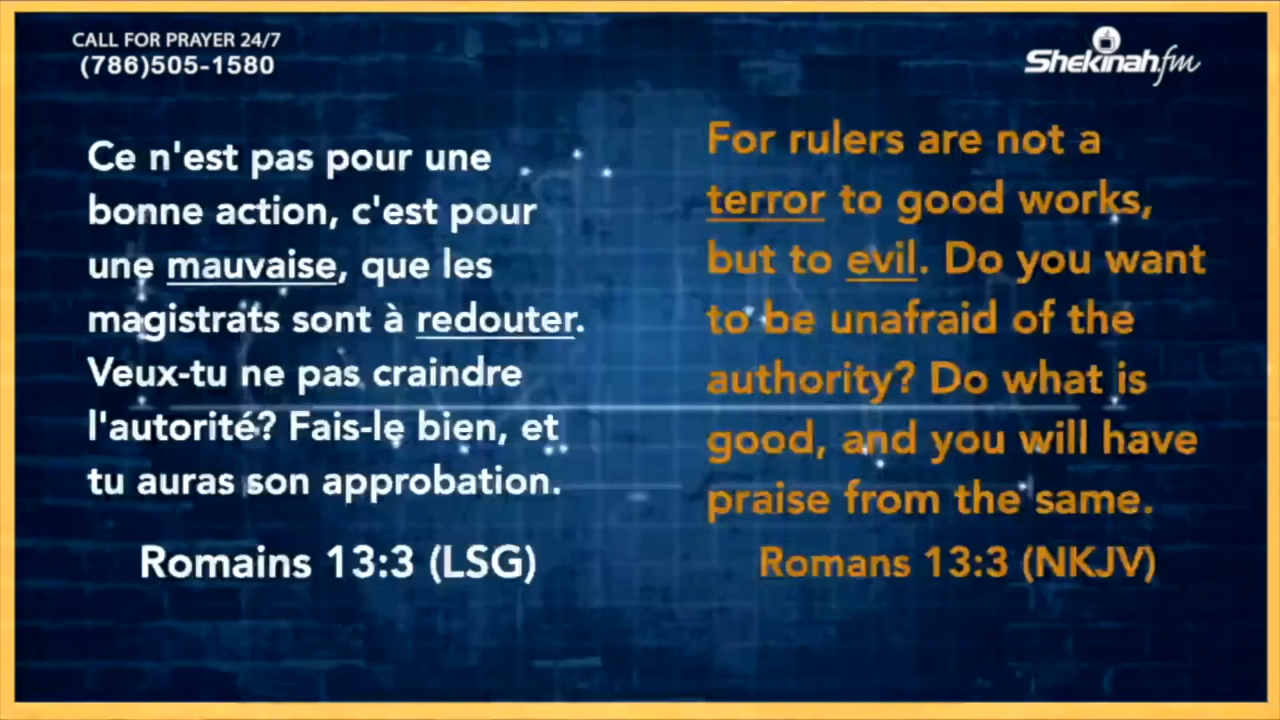 CALL FOR PRAYER 24/7
(786)505-1580
Shekinah.fm
Ce n'est pas pour une
bonne action, c'est pour
une mauvaise, que les
magistrats sont à redouter.
Veux-tu ne pas craindre
l'autorité? Fais-le bien, et
tu auras son approbation.
Romains 13:3 (LSG)
For rulers are not a
terror to good works,
but to evil. Do you want
to be unafraid of the
authority? Do what is
good, and you will have
praise from the same.
Romans 13:3 (NKJV)